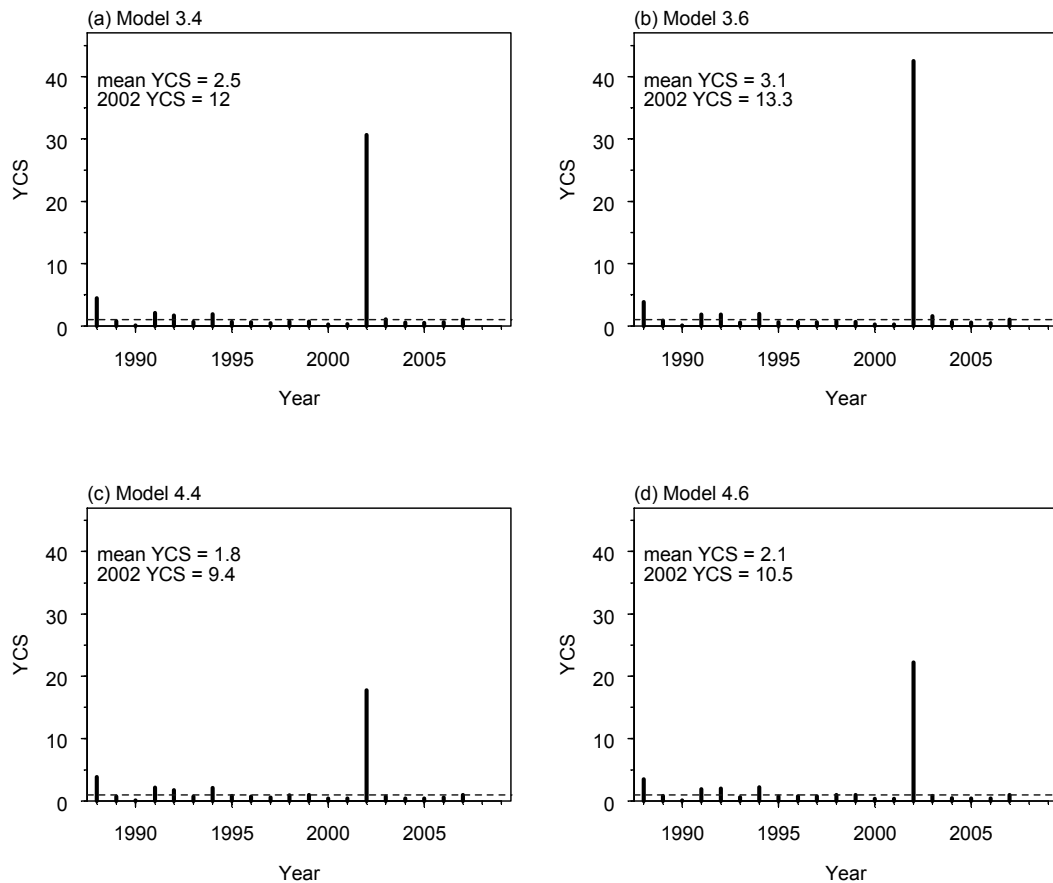 (a) Model 3.4
mean YCS = 2.5
2002 YCS = 12
YCS
40
30
20
10
0
1990 1995 2000 2005
Year
(b) Model 3.6
mean YCS = 3.1
2002 YCS = 13.3
YCS
40
30
20
10
0
1990 1995 2000 2005
Year
(c) Model 4.4
mean YCS = 1.8
2002 YCS = 9.4
YCS
40
30
20
10
0
1990 1995 2000 2005
Year
(d) Model 4.6
mean YCS = 2.1
2002 YCS = 10.5
YCS
40
30
20
10
0
1990 1995 2000 2005
Year